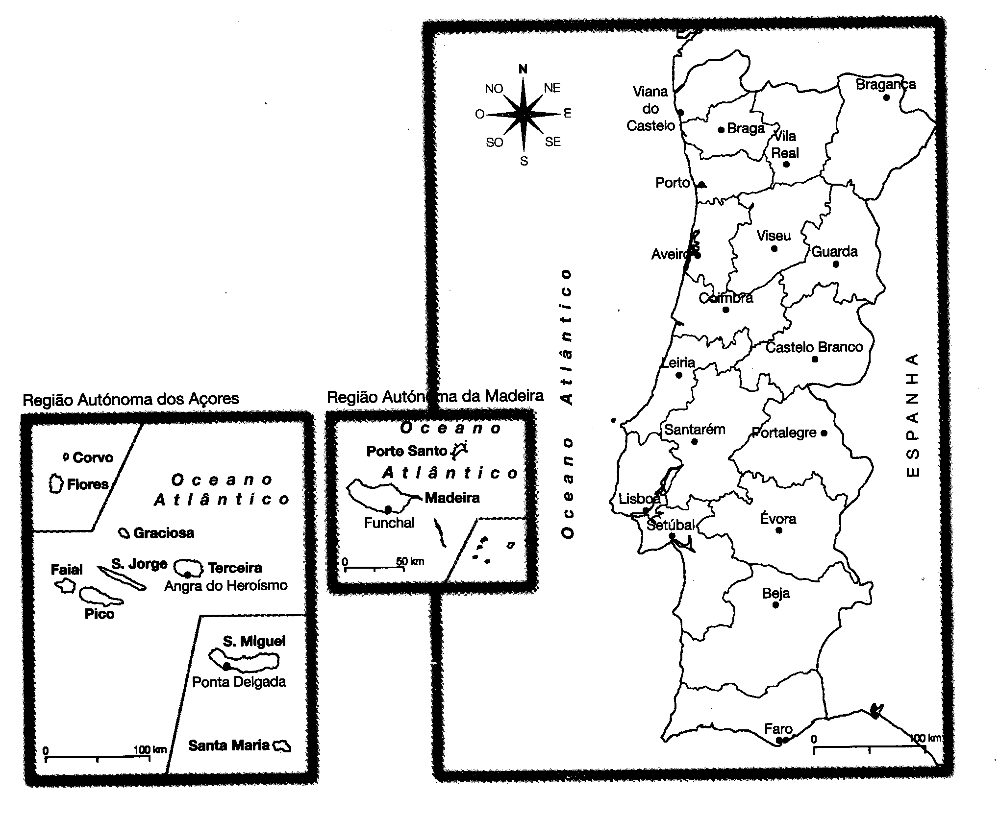 N
NO
NE
O
E
SO
SE
S
Viana
do
Castelo
Bragança
Braga
Vila
Real
Porto
Viseu
Aveiro
Guarda
Coimbra
Castelo Branco
Leiria
Santarém
Portalegre
Lisboa
Setúbal
Évora
Beja
Faro
0 100 km
Oceano Atlântico
ESPANHA
Região Autónoma dos Açores
Corvo
Flores
Oceano
Atlântico
Graciosa
S. Jorge
Faial
Terceira
Angra do Heroísmo
Pico
S. Miguel
Ponta Delgada
Santa Maria
0 100 km
Região Autónoma da Madeira
Oceano
Porto Santo
Atlântico
Madeira
Funchal
0 50 km